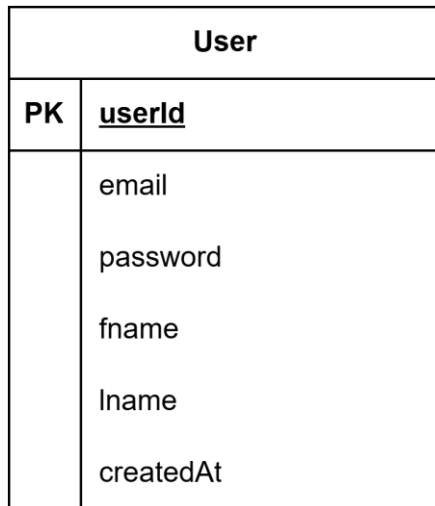 User
PK userId
email
password
fname
lname
createdAt